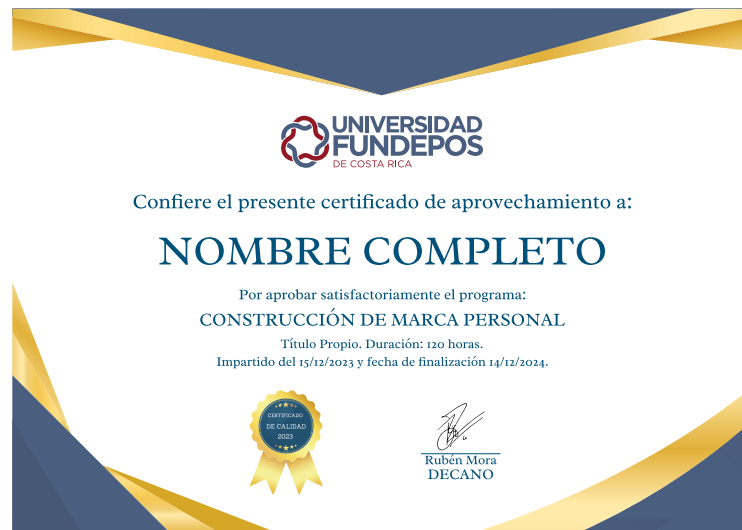 UNIVERSIDAD
FUNDEPOS
DE COSTA RICA
Confiere el presente certificado de aprovechamiento a:
NOMBRE COMPLETO
Por aprobar satisfactoriamente el programa:
CONSTRUCCIÓN DE MARCA PERSONAL
Título Propio. Duración: 120 horas.
Impartido del 15/12/2023 y fecha de finalización 14/12/2024.
CERTIFICADO
DE CALIDAD
2023
Rubén Mora
DECANO